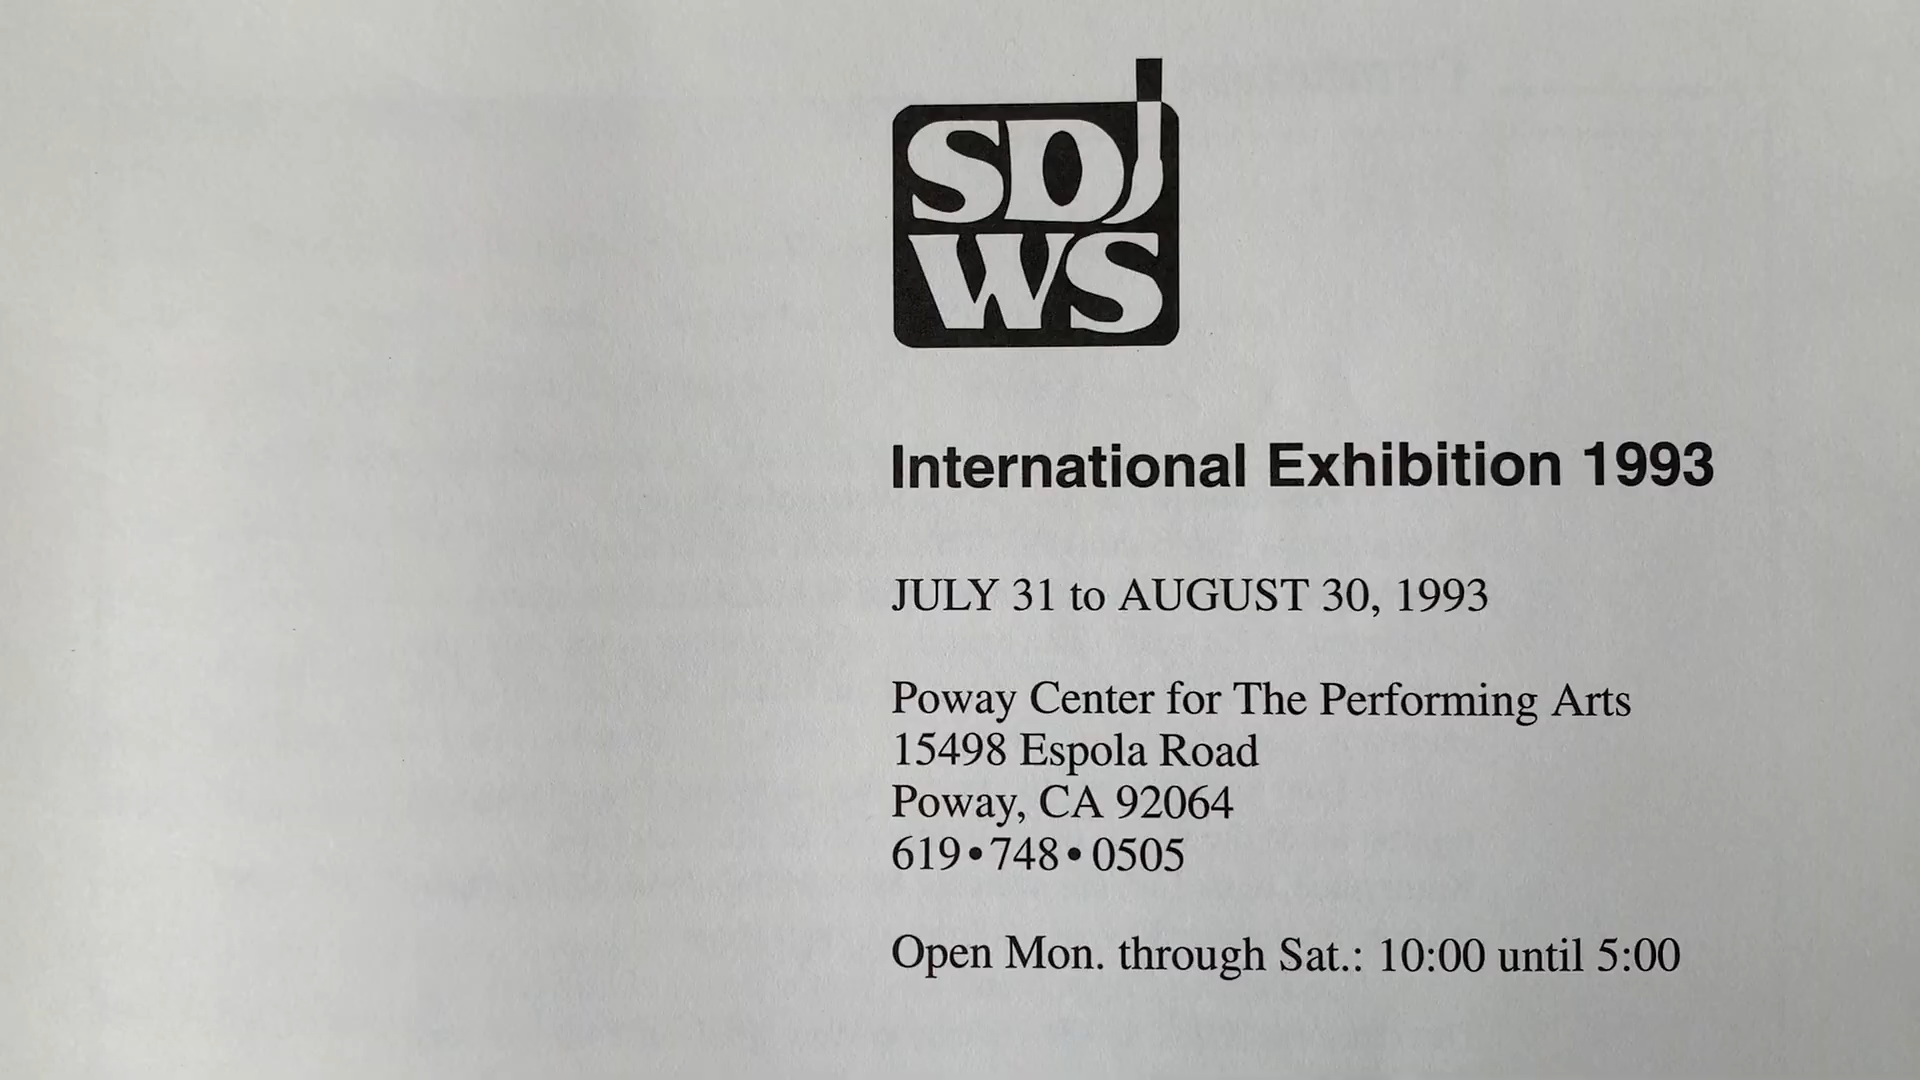 SD
WS
International Exhibition 1993
JULY 31 to AUGUST 30, 1993
Poway Center for The Performing Arts
15498 Espola Road
Poway, CA 92064
619•748•0505
Open Mon. through Sat.: 10:00 until 5:00